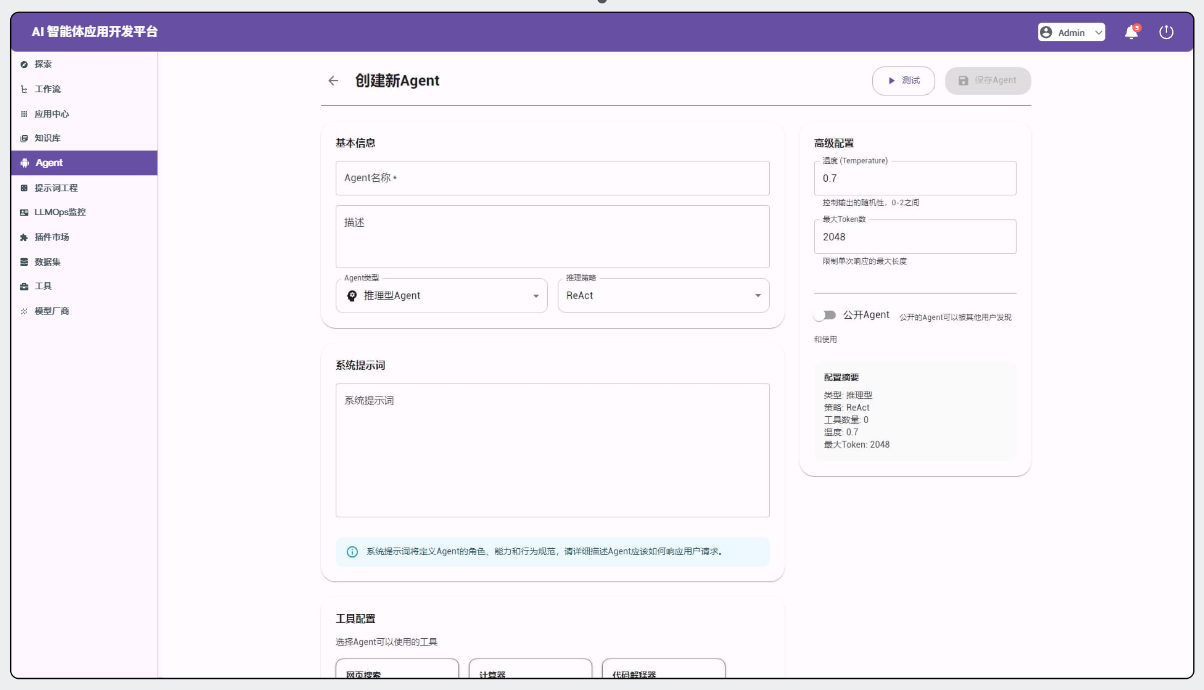 AI 智能体应用开发平台
Admin
5
探索
工作流
应用中心
知识库
Agent
提示词工程
LLMOps监控
插件市场
数据集
工具
模型厂商
创建新Agent
测试
保存Agent
基本信息
Agent名称 *
描述
Agent类型
推理型Agent
推理策略
ReAct
系统提示词
系统提示词
系统提示词将定义Agent的角色、能力和行为规范，请详细描述Agent应该如何响应用户请求。
工具配置
选择Agent可以使用的工具
网页搜索
计算器
代码解释器
高级配置
温度 (Temperature)
0.7
控制输出的随机性，0-2之间
最大Token数
2048
限制单次响应的最大长度
公开Agent
公开的Agent可以被其他用户发现
和使用
配置摘要
类型: 推理型
策略: ReAct
工具数量: 0
温度: 0.7
最大Token: 2048